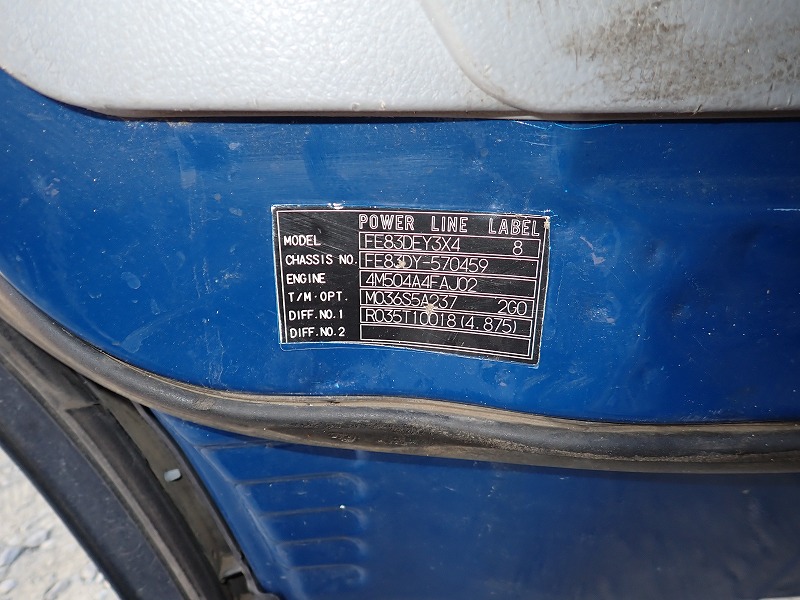 POWER LINE LABEL
MODEL FE83DFY3X4 8
CHASSIS NO. FE83DY-570459
ENGINE 4M504A4FAJ02
T/M·OPT. M036S5A237 2G0
DIFF.NO.1 R035T10018(4.875)
DIFF.NO.2